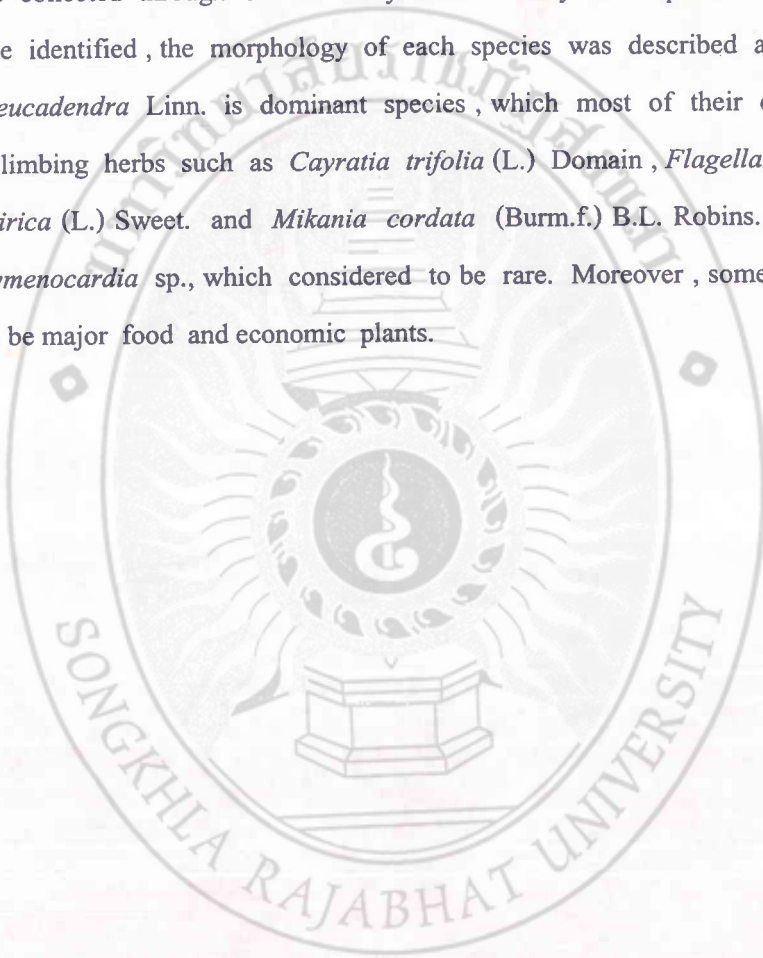 e identified , the morphology of each species was described a
eucadendra Linn. is dominant species , which most of their
limbing herbs such as Cayratia trifolia (L.) Domain , Flagella
irica (L.) Sweet. and Mikania cordata (Burm.f.) B.L. Robins.
menocardia sp., which considered to be rare. Moreover , some
be major food and economic plants.
SONGKHLA RAJABHAT UNIVERSITY